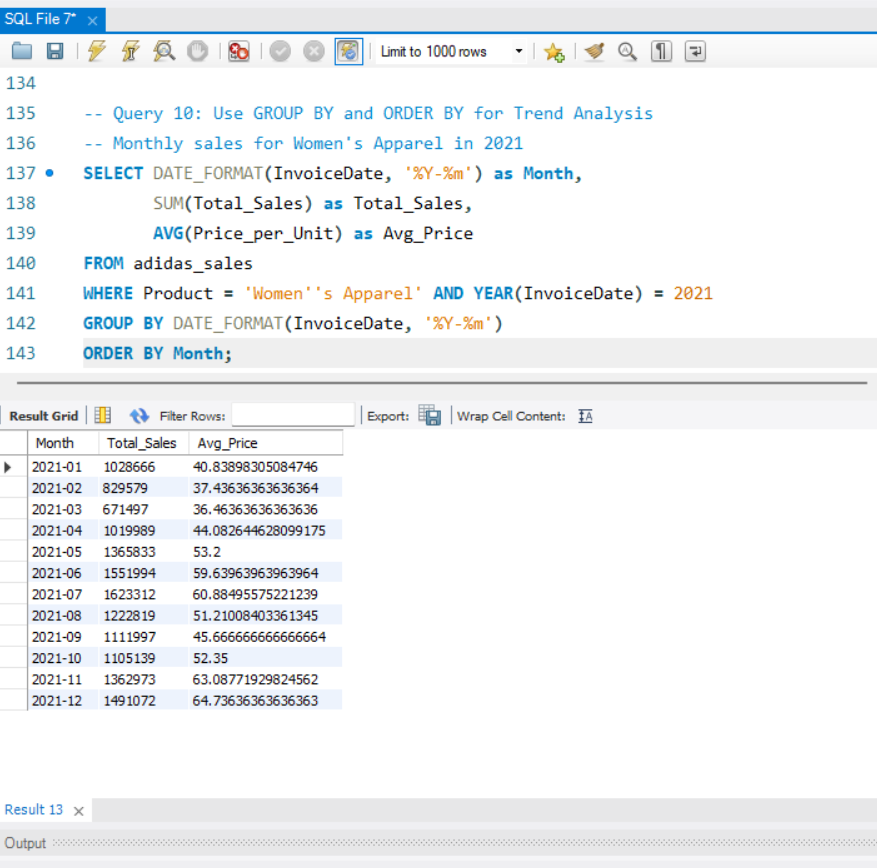 SQL File 7*
Limit to 1000 rows
134
135 -- Query 10: Use GROUP BY and ORDER BY for Trend Analysis
136 -- Monthly sales for Women's Apparel in 2021
137 SELECT DATE_FORMAT(InvoiceDate, '%Y-%m') as Month,
138 SUM(Total_Sales) as Total_Sales,
139 AVG(Price_per_Unit) as Avg_Price
140 FROM adidas_sales
141 WHERE Product = 'Women''s Apparel' AND YEAR(InvoiceDate) = 2021
142 GROUP BY DATE_FORMAT(InvoiceDate, '%Y-%m')
143 ORDER BY Month;
Result Grid Filter Rows: Export: Wrap Cell Content: IA
Month Total_Sales Avg_Price
2021-01 1028666 40.83898305084746
2021-02 829579 37.43636363636364
2021-03 671497 36.46363636363636
2021-04 1019989 44.082644628099175
2021-05 1365833 53.2
2021-06 1551994 59.63963963963964
2021-07 1623312 60.88495575221239
2021-08 1222819 51.21008403361345
2021-09 1111997 45.666666666666664
2021-10 1105139 52.35
2021-11 1362973 63.08771929824562
2021-12 1491072 64.73636363636363
Result 13
Output